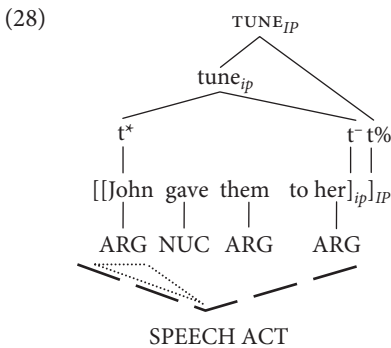 (28)
TUNE_IP
tune_ip
t* t⁻ t%
[[John gave them to her]_ip]_IP
ARG NUC ARG ARG
SPEECH ACT